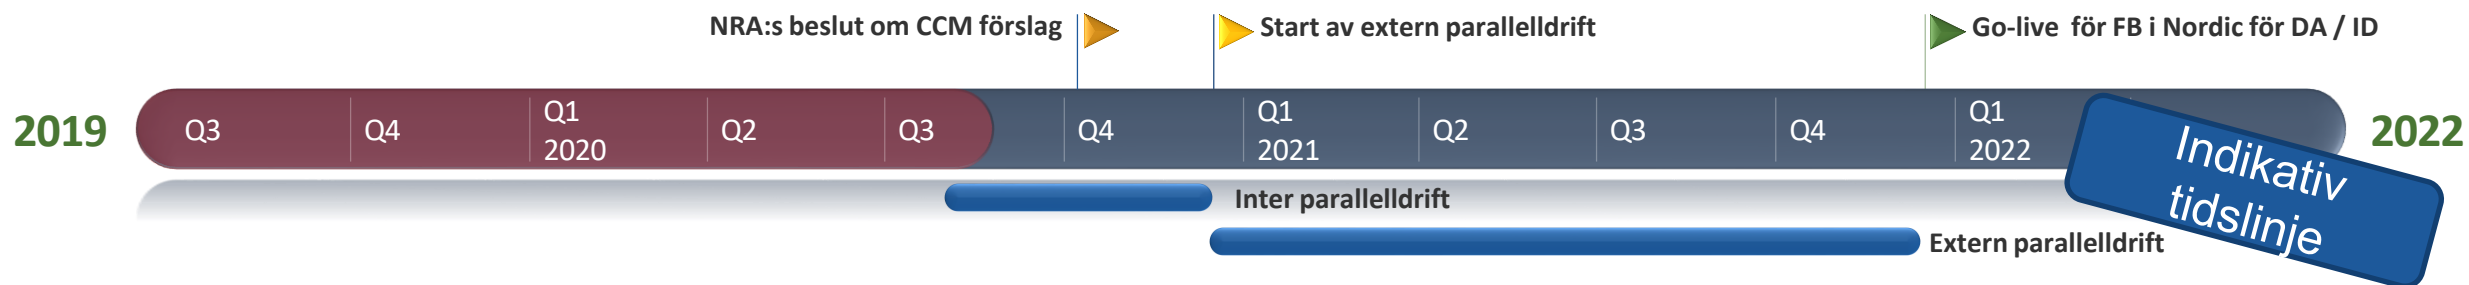 NRA:s beslut om CCM förslag
Start av extern parallelldrift
Go-live för FB i Nordic för DA / ID
2019
Q3
Q4
Q1
2020
Q2
Q3
Q4
Q1
2021
Q2
Q3
Q4
Q1
2022
2022
Indikativ
tidslinje
Inter parallelldrift
Extern parallelldrift